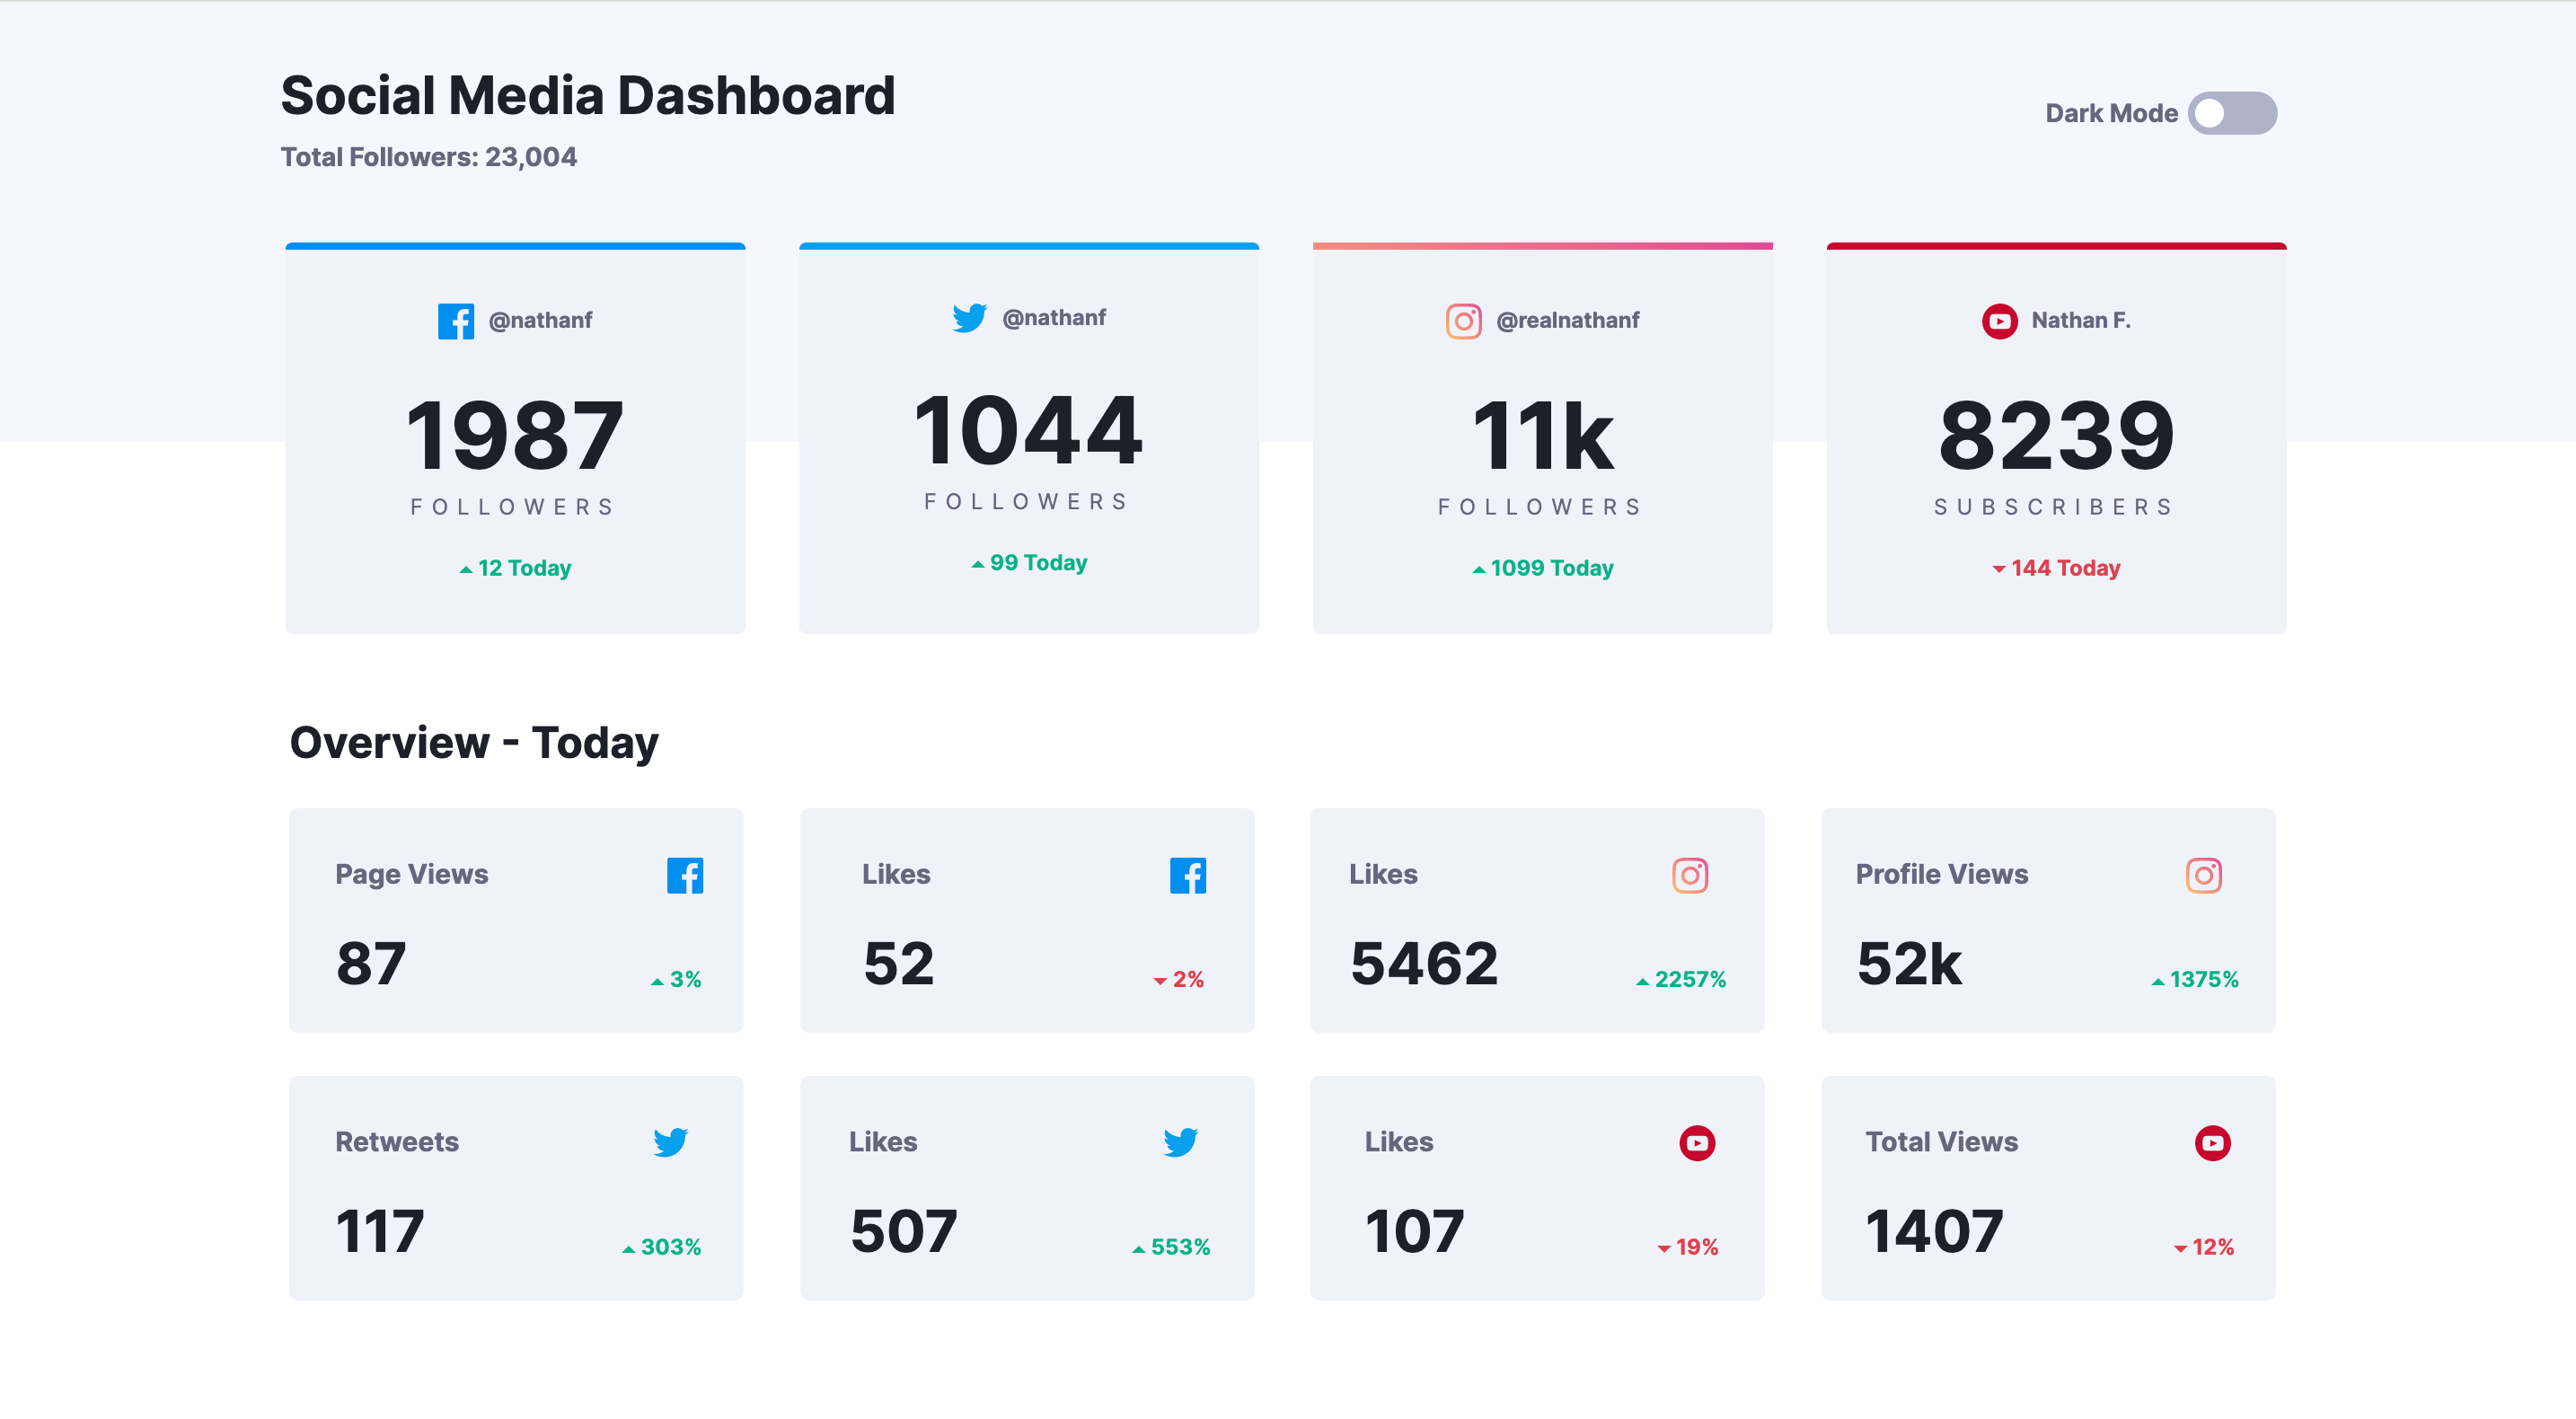 Social Media Dashboard
Total Followers: 23,004
Dark Mode
@nathanf
1987
FOLLOWERS
12 Today
@nathanf
1044
FOLLOWERS
99 Today
@realnathanf
11k
FOLLOWERS
1099 Today
Nathan F.
8239
SUBSCRIBERS
144 Today
Overview - Today
Page Views
87
3%
Likes
52
2%
Likes
5462
2257%
Profile Views
52k
1375%
Retweets
117
303%
Likes
507
553%
Likes
107
19%
Total Views
1407
12%